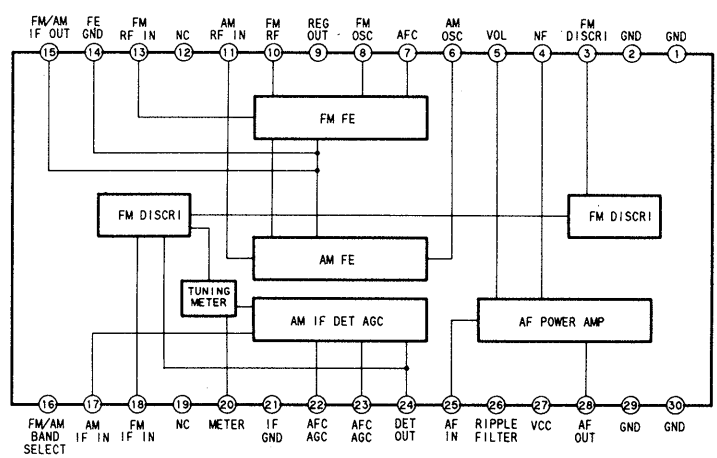 FM/AM FE FM NC AM FM REG FM AFC AM VOL NF FM GND GND
IF OUT GND RF IN RF IN RF OUT OSC OSC DISCRI
15 14 13 12 11 10 9 8 7 6 5 4 3 2 1
FM FE
FM DISCRI
FM DISCRI
AM FE
TUNING
METER
AM IF DET AGC
AF POWER AMP
16 17 18 19 20 21 22 23 24 25 26 27 28 29 30
FM/AM AM FM NC METER IF AFC AFC DET AF RIPPLE VCC AF GND GND
BAND IF IN IF IN GND AGC AGC OUT IN FILTER OUT
SELECT